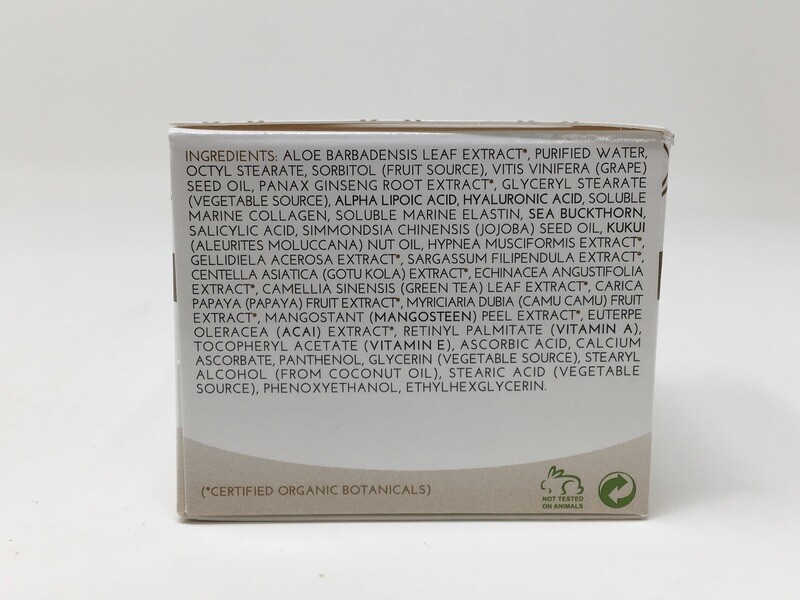 INGREDIENTS: ALOE BARBADENSIS LEAF EXTRACT*, PURIFIED WATER,
OCTYL STEARATE, SORBITOL (FRUIT SOURCE), VITIS VINIFERA (GRAPE)
SEED OIL, PANAX GINSENG ROOT EXTRACT*, GLYCERYL STEARATE
(VEGETABLE SOURCE), ALPHA LIPOIC ACID, HYALURONIC ACID, SOLUBLE
MARINE COLLAGEN, SOLUBLE MARINE ELASTIN, SEA BUCKTHORN,
SALICYLIC ACID, SIMMONDSIA CHINENSIS (JOJOBA) SEED OIL, KUKUI
(ALEURITES MOLUCCANA) NUT OIL, HYPNEA MUSCIFORMIS EXTRACT*,
GELLIDIELA ACEROSA EXTRACT*, SARGASSUM FILIPENDULA EXTRACT*,
CENTELLA ASIATICA (GOTU KOLA) EXTRACT*, ECHINACEA ANGUSTIFOLIA
EXTRACT*, CAMELLIA SINENSIS (GREEN TEA) LEAF EXTRACT*, CARICA
PAPAYA (PAPAYA) FRUIT EXTRACT*, MYRICIARIA DUBIA (CAMU CAMU) FRUIT
EXTRACT*, MANGOSTANT (MANGOSTEEN) PEEL EXTRACT*, EUTERPE
OLERACEA (ACAI) EXTRACT*, RETINYL PALMITATE (VITAMIN A),
TOCOPHERYL ACETATE (VITAMIN E), ASCORBIC ACID, CALCIUM
ASCORBATE, PANTHENOL, GLYCERIN (VEGETABLE SOURCE), STEARYL
ALCOHOL (FROM COCONUT OIL), STEARIC ACID (VEGETABLE
SOURCE), PHENOXYETHANOL, ETHYLHEXGLYCERIN.
(*CERTIFIED ORGANIC BOTANICALS)
NOT TESTED
ON ANIMALS